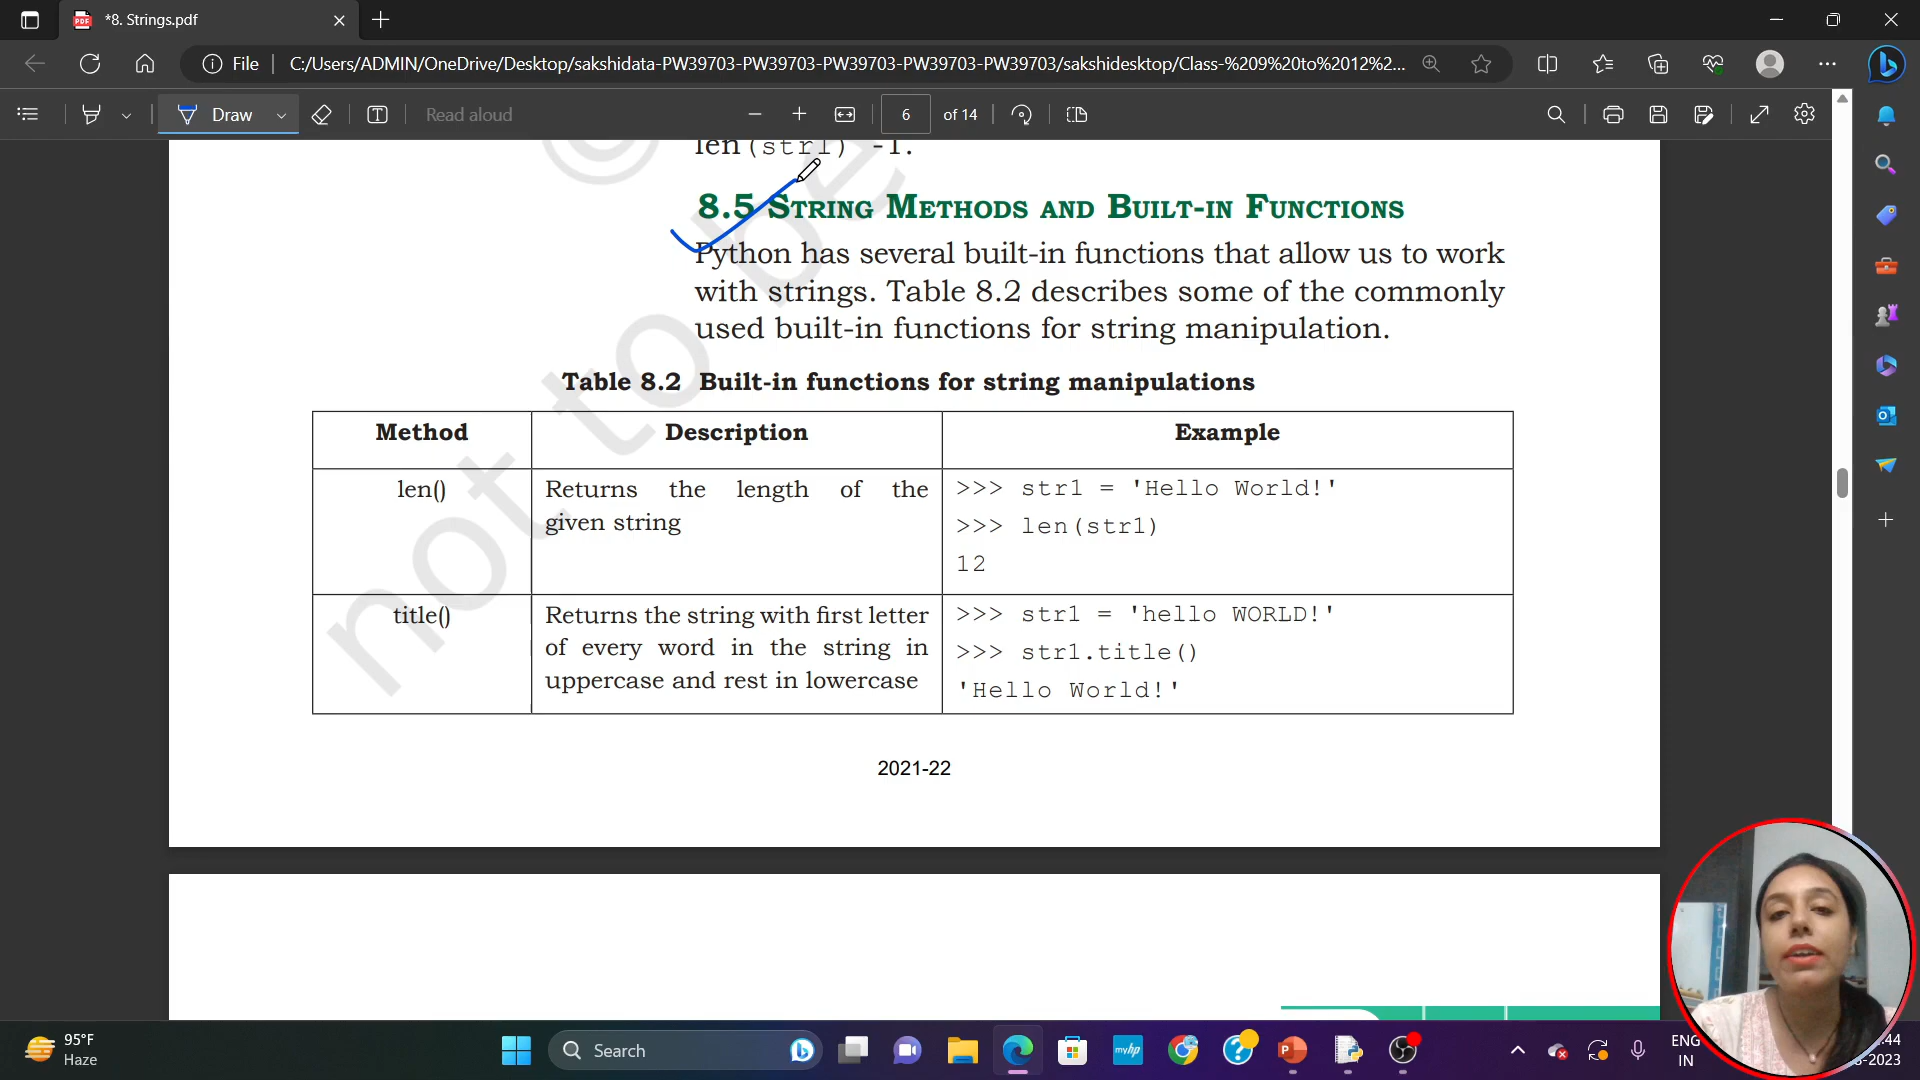 *8. Strings.pdf
File
C:/Users/ADMIN/OneDrive/Desktop/sakshidata-PW39703-PW39703-PW39703-PW39703-PW39703/sakshidesktop/Class-%209%20to%2012%2...
Draw
Read aloud
6
of 14
len(str1) -1.
8.5 String Methods and Built-in Functions
Python has several built-in functions that allow us to work
with strings. Table 8.2 describes some of the commonly
used built-in functions for string manipulation.
Table 8.2 Built-in functions for string manipulations
Method
Description
Example
len()
Returns the length of the
given string
>>> str1 = 'Hello World!'
>>> len(str1)
12
title()
Returns the string with first letter
of every word in the string in
uppercase and rest in lowercase
>>> str1 = 'hello WORLD!'
>>> str1.title()
'Hello World!'
not to be
©
2021-22
95°F
Haze
Search
myhp
ENG
IN